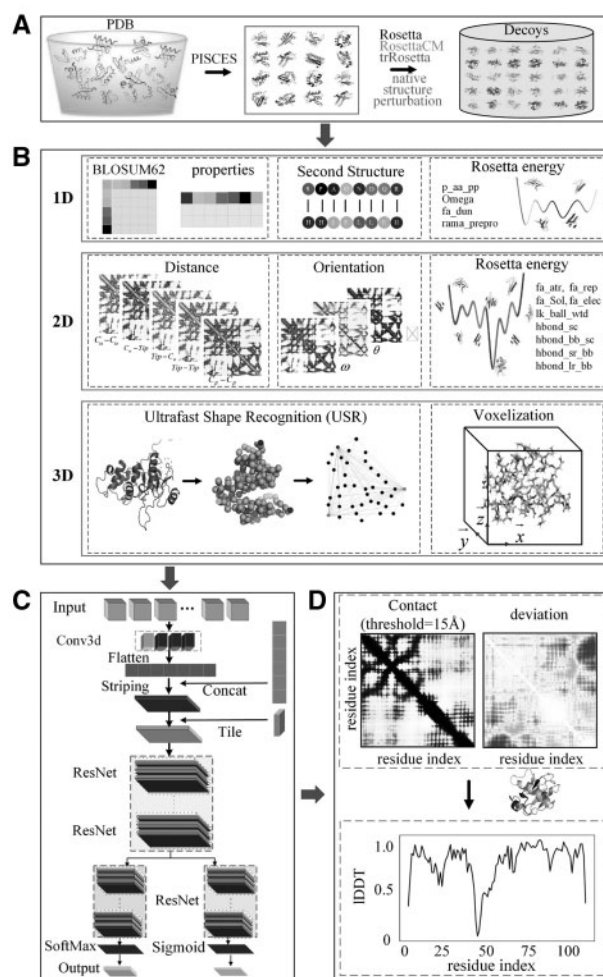 A
PDB
PISCES
Rosetta
RosettaCM
trRosetta
native
structure
perturbation
Decoys
B
1D
BLOSUM62
properties
Second Structure
Rosetta energy
p_aa_pp
Omega
fa_dun
rama_prepro
2D
Distance
Orientation
ω
θ
Rosetta energy
fa_atr, fa_rep
fa_Sol, fa_elec
lk_ball_wtd
hbond_sc
hbond_bb_sc
hbond_sr_bb
hbond_lr_bb
3D
Ultrafast Shape Recognition (USR)
Voxelization
z
y
x
C
Input
...
Conv3d
Flatten
Striping
Concat
Tile
ResNet
ResNet
ResNet
SoftMax
Sigmoid
Output
D
Contact
(threshold=15Å)
deviation
residue index
residue index
residue index
lDDT
1.0
0.5
0 25 50 75 100
residue index